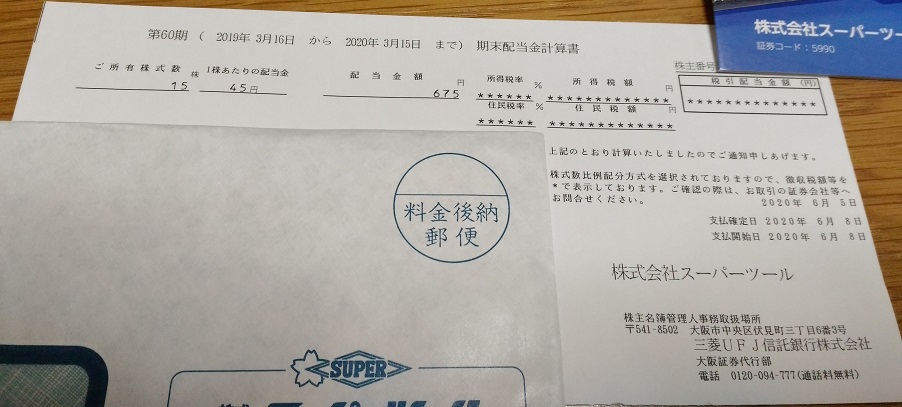 第60期 ( 2019年 3月16日 から 2020年 3月15日 まで) 期末配当金計算書
株式会社スーパーツー
証券コード：5990
株主番号
ご所有株式数 株 1株あたりの配当金 配当金額 円 所得税率 % 所得税額 円 税引配当金額 (円)
15 45円 675 ****** ************* *************
住民税率 % 住民税額 円
****** *************
上記のとおり計算いたしましたのでご通知申しあげます。
株式数比例配分方式を選択されておりますので、徴収税額等を
*で表示しております。ご確認の際は、お取引の証券会社等へ
お問合せください。
2020年 6月 5日
支払確定日 2020年 6月 8日
支払開始日 2020年 6月 8日
株式会社スーパーツール
株主名簿管理人事務取扱場所
〒541-8502 大阪市中央区伏見町三丁目6番3号
三菱UFJ信託銀行株式会社
大阪証券代行部
電話 0120-094-777(通話料無料)
料金後納
郵便
SUPER